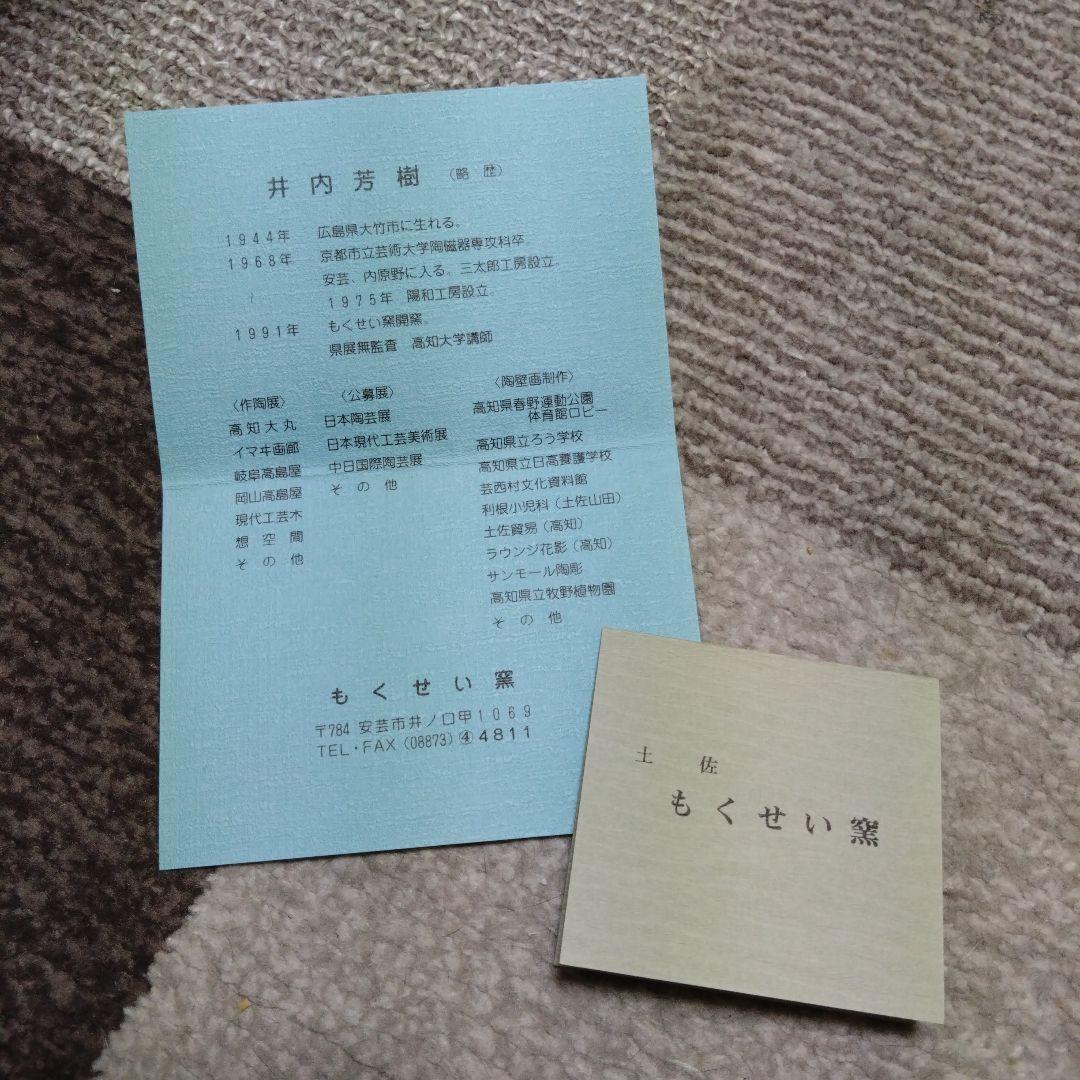 井内芳樹 (略歴)
1944年 広島県大竹市に生れる。
1968年 京都市立芸術大学陶磁器専攻科卒。
安芸、内原野に入る。三太郎工房設立。
〜 1975年 陽和工房設立。
1991年 もくせい窯開窯。
県展無監査 高知大学講師
〈作陶展〉
高知大丸
イマヰ画廊
岐阜高島屋
岡山高島屋
現代工芸木
想空間
その他
〈公募展〉
日本陶芸展
日本現代工芸美術展
中日国際陶芸展
その他
〈陶壁画制作〉
高知県春野運動公園
体育館ロビー
高知県立ろう学校
高知県立日高養護学校
芸西村文化資料館
利根小児科（土佐山田）
土佐貿易（高知）
ラウンジ花影（高知）
サンモール陶彫
高知県立牧野植物園
その他
もくせい窯
〒784 安芸市井ノ口甲1069
TEL・FAX (08873) ④ 4811
土佐
もくせい窯